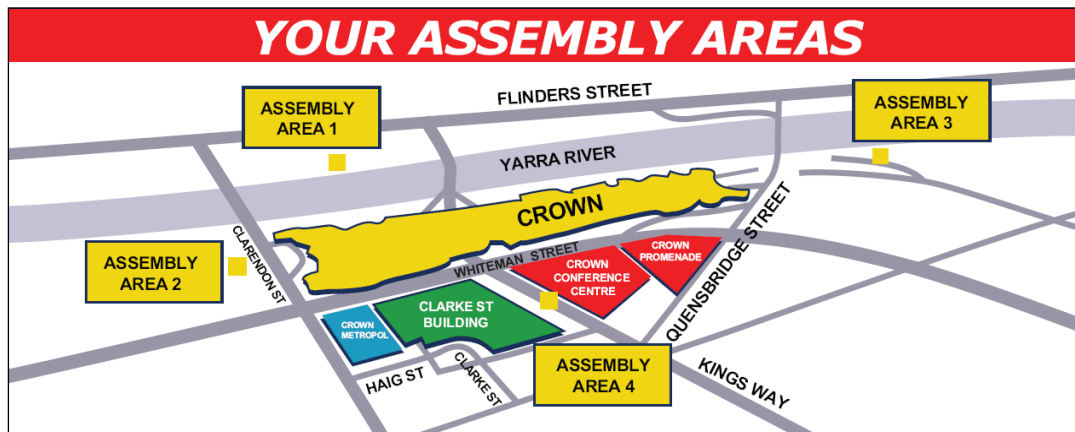 YOUR ASSEMBLY AREAS
FLINDERS STREET
ASSEMBLY
AREA 1
ASSEMBLY
AREA 3
YARRA RIVER
CROWN
CLARENDON ST
ASSEMBLY
AREA 2
WHITEMAN STREET
CROWN
PROMENADE
QUENSBRIDGE STREET
CROWN
CONFERENCE
CENTRE
CLARKE ST
BUILDING
CROWN
METROPOL
HAIG ST
CLARKE ST
ASSEMBLY
AREA 4
KINGS WAY